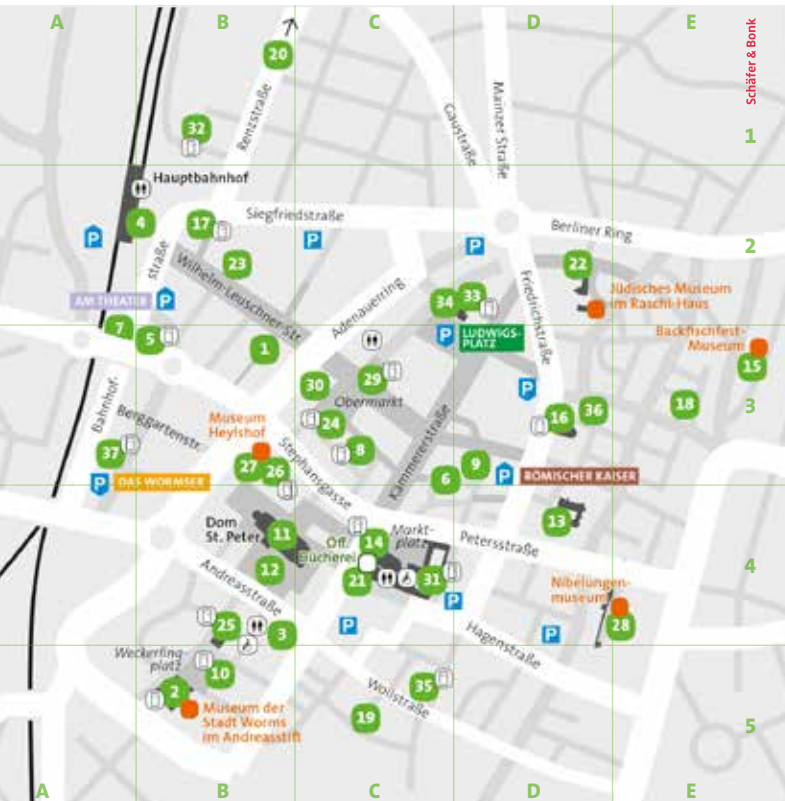 A
B
C
D
E
Schäfer & Bonk
20
Renzstraße
Gaustraße
Mainzer Straße
32
1
Hauptbahnhof
4
17
Siegfriedstraße
Berliner Ring
P
P
P
2
straße
23
22
Wilhelm-Leuschner-Str.
Adenauerring
Friedrichstraße
Jüdisches Museum
im Raschi-Haus
AM THEATER
P
34
33
7
5
1
P
LUDWIGS-
PLATZ
Backfischfest-
Museum
15
30
29
Obermarkt
P
3
Bahnhof.
Berggartenstr.
Museum
Heylshof
24
8
16
36
18
Stephansgasse
Kämmererstraße
37
27
26
6
9
P
DAS WORMSER
P
RÖMISCHER KAISER
Dom
St. Peter
11
Öff.
Bücherei
14
Markt-
platz
13
Petersstraße
12
21
31
4
Andreasstraße
P
Nibelungen-
museum
28
25
3
P
P
Hagenstraße
Weckerling-
platz
10
2
35
Wollstraße
19
Museum der
Stadt Worms
im Andreasstift
5
A
B
C
D
E